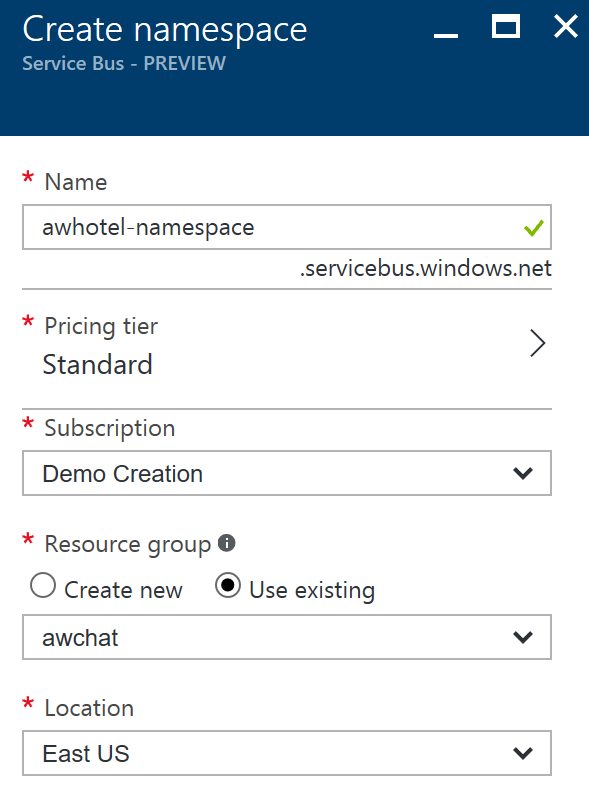 Create namespace
Service Bus - PREVIEW
* Name
awhotel-namespace
.servicebus.windows.net
* Pricing tier
Standard
* Subscription
Demo Creation
* Resource group
Create new Use existing
awchat
* Location
East US